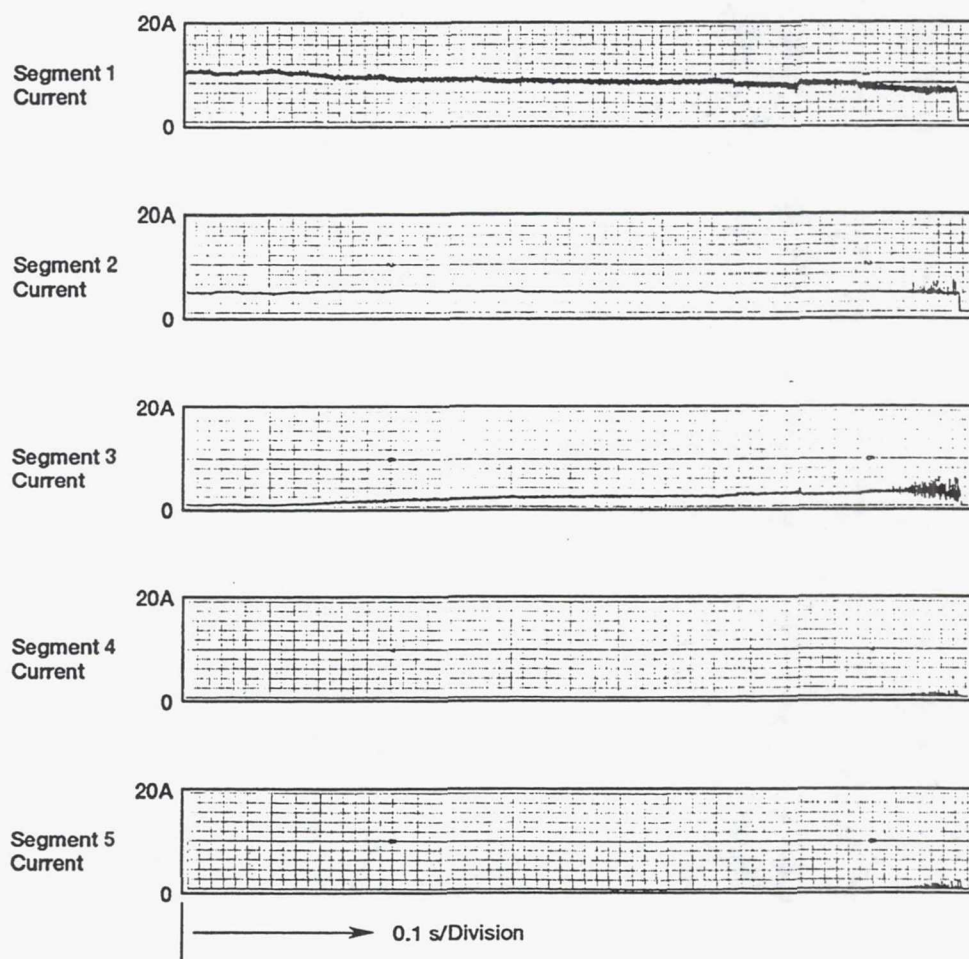 20A
Segment 1
Current
0
20A
Segment 2
Current
0
20A
Segment 3
Current
0
20A
Segment 4
Current
0
20A
Segment 5
Current
0
0.1 s/Division